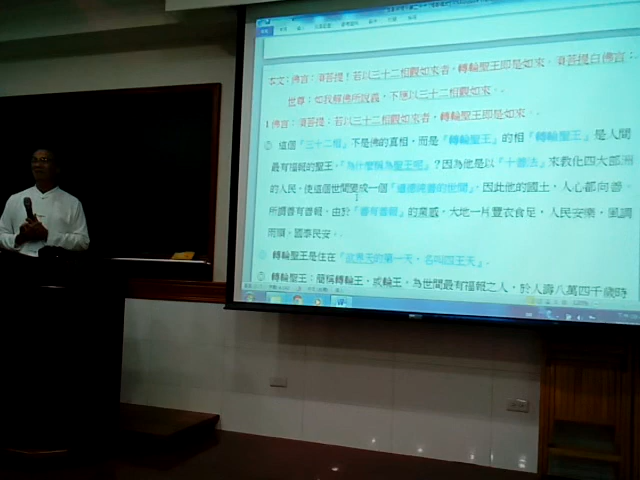 本文：佛言：須菩提！若以三十二相觀如來者，轉輪聖王即是如來。須菩提白佛言：
世尊：如我解佛所說義，不應以三十二相觀如來。
1 佛言：須菩提：若以三十二相觀如來者，轉輪聖王即是如來。
① 這個『三十二相』不是佛的真相，而是『轉輪聖王』的相『轉輪聖王』是人間
最有福報的聖王，『為什麼稱為聖王呢』？因為他是以『十善法』來教化四大部洲
的人民，使這個世間變成一個『道德純善的世間』，因此他的國土，人心都向善，
所謂善有善報，由於『善有善報』的業感，大地一片豐衣食足，人民安樂，風調
雨順，國泰民安。
② 轉輪聖王是住在『欲界天的第一天，名叫四王天』。
③ 轉輪聖王：簡稱轉輪王，或輪王，為世間最有福報之人，於人壽八萬四千歲時